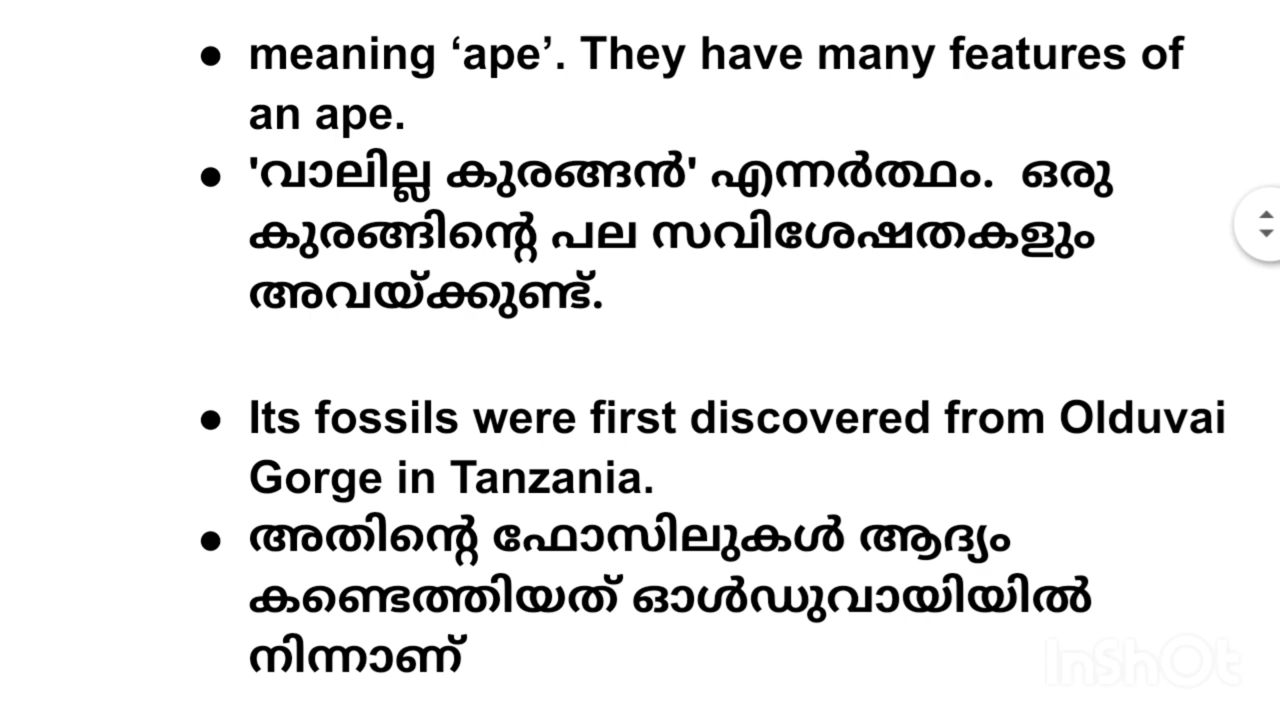 ● meaning ‘ape’. They have many features of
an ape.
● 'വാലില്ല കുരങ്ങൻ' എന്നർത്ഥം. ഒരു
കുരങ്ങിന്റെ പല സവിശേഷതകളും
അവയ്ക്കുണ്ട്.
● Its fossils were first discovered from Olduvai
Gorge in Tanzania.
● അതിന്റെ ഫോസിലുകൾ ആദ്യം
കണ്ടെത്തിയത് ഓൾഡുവായിയിൽ
നിന്നാണ്
InShOt